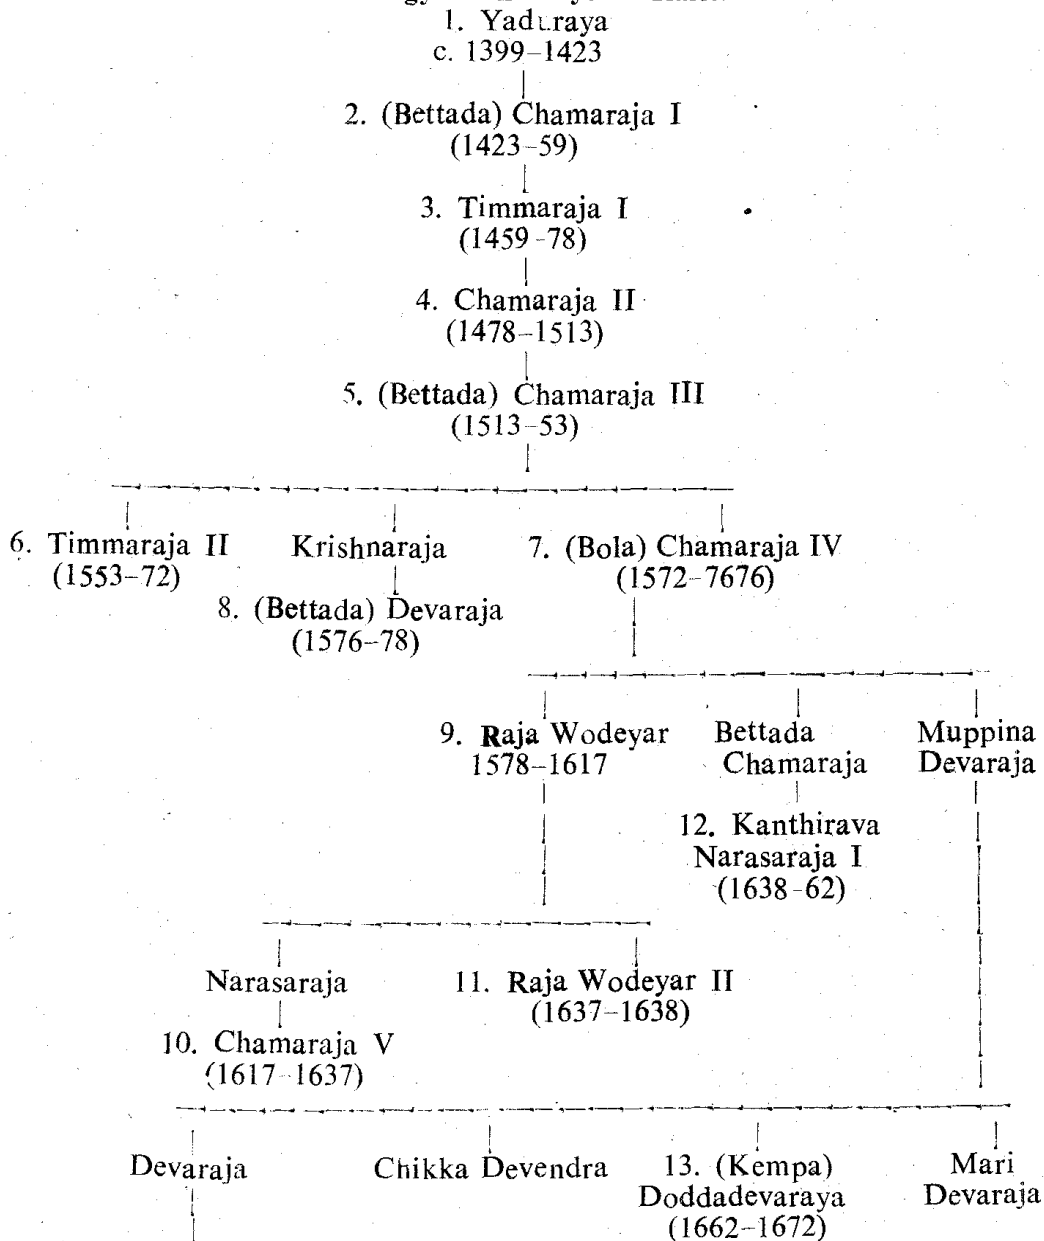 1. Yaduraya
c. 1399–1423
2. (Bettada) Chamaraja I
(1423–59)
3. Timmaraja I
(1459–78)
4. Chamaraja II
(1478–1513)
5. (Bettada) Chamaraja III
(1513–53)
6. Timmaraja II Krishnaraja 7. (Bola) Chamaraja IV
(1553–72) (1572–7676)
8. (Bettada) Devaraja
(1576–78)
9. Raja Wodeyar Bettada Muppina
1578–1617 Chamaraja Devaraja
12. Kanthirava
Narasaraja I
(1638–62)
Narasaraja 11. Raja Wodeyar II
(1637–1638)
10. Chamaraja V
(1617–1637)
Devaraja Chikka Devendra 13. (Kempa) Mari
Doddadevaraya Devaraja
(1662–1672)